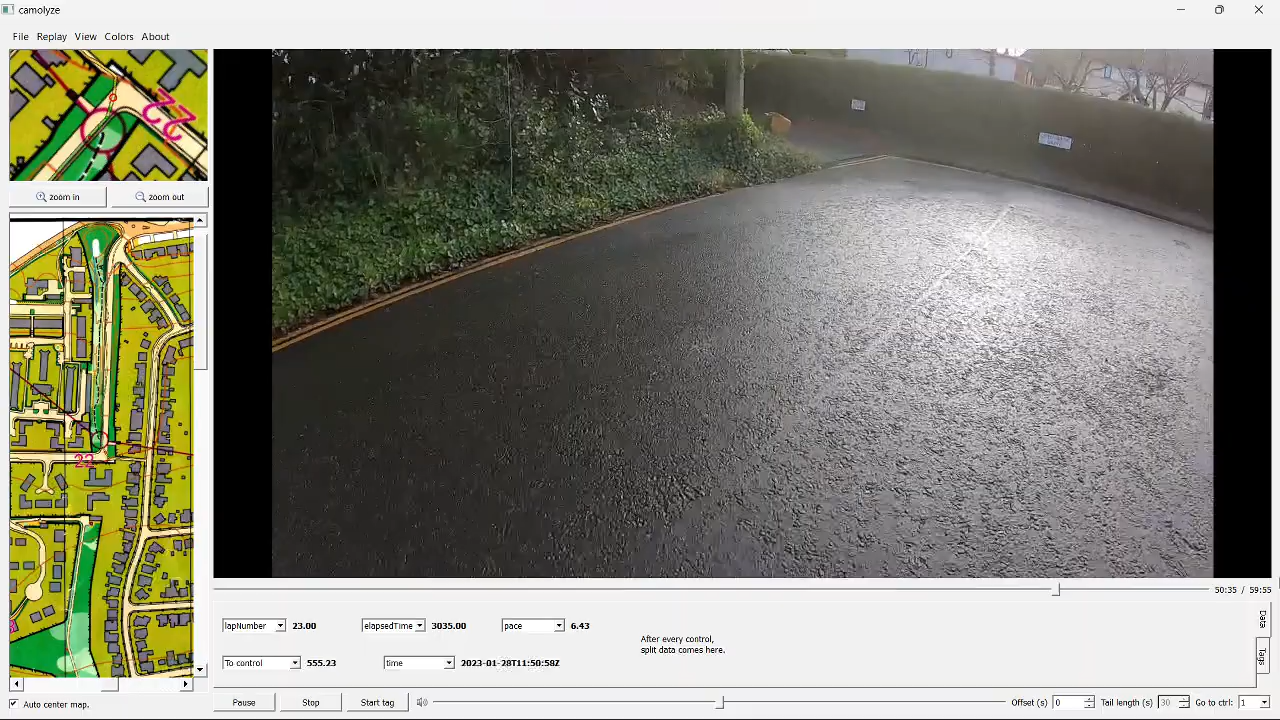 camolyze
File Replay View Colors About
22
zoom in zoom out
22
50:35 / 59:55
lapNumber 23.00 elapsedTime 3035.00 pace 6.43
After every control,
split data comes here.
To control 555.23 time 2023-01-28T11:50:58Z
Data
Tags
Auto center map.
Pause Stop Start tag Offset (s) 0 Tail length (s) 30 Go to ctrl: 1